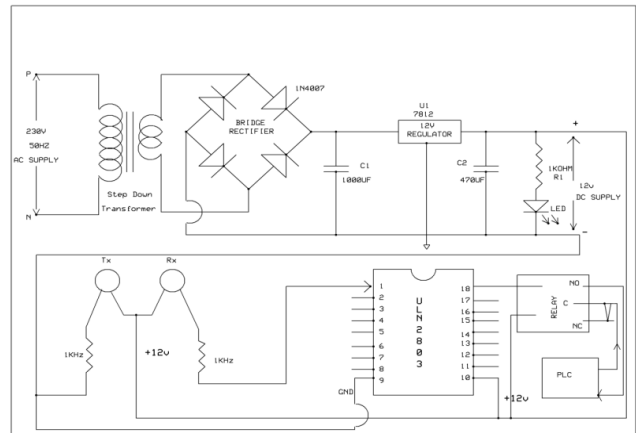 P
230V
50HZ
AC SUPPLY
N
Step Down
Transformer
1N4007
BRIDGE
RECTIFIER
C1
1000UF
U1
7812
12V
REGULATOR
C2
470UF
1KOHM
R1
LED
+
12v
DC SUPPLY
-
Tx
Rx
1KHz
+12v
1KHz
1
2
3
4
5
6
7
8
9
GND
ULN2803
18
17
16
15
14
13
12
11
10
+12v
RELAY
NO
C
NC
PLC